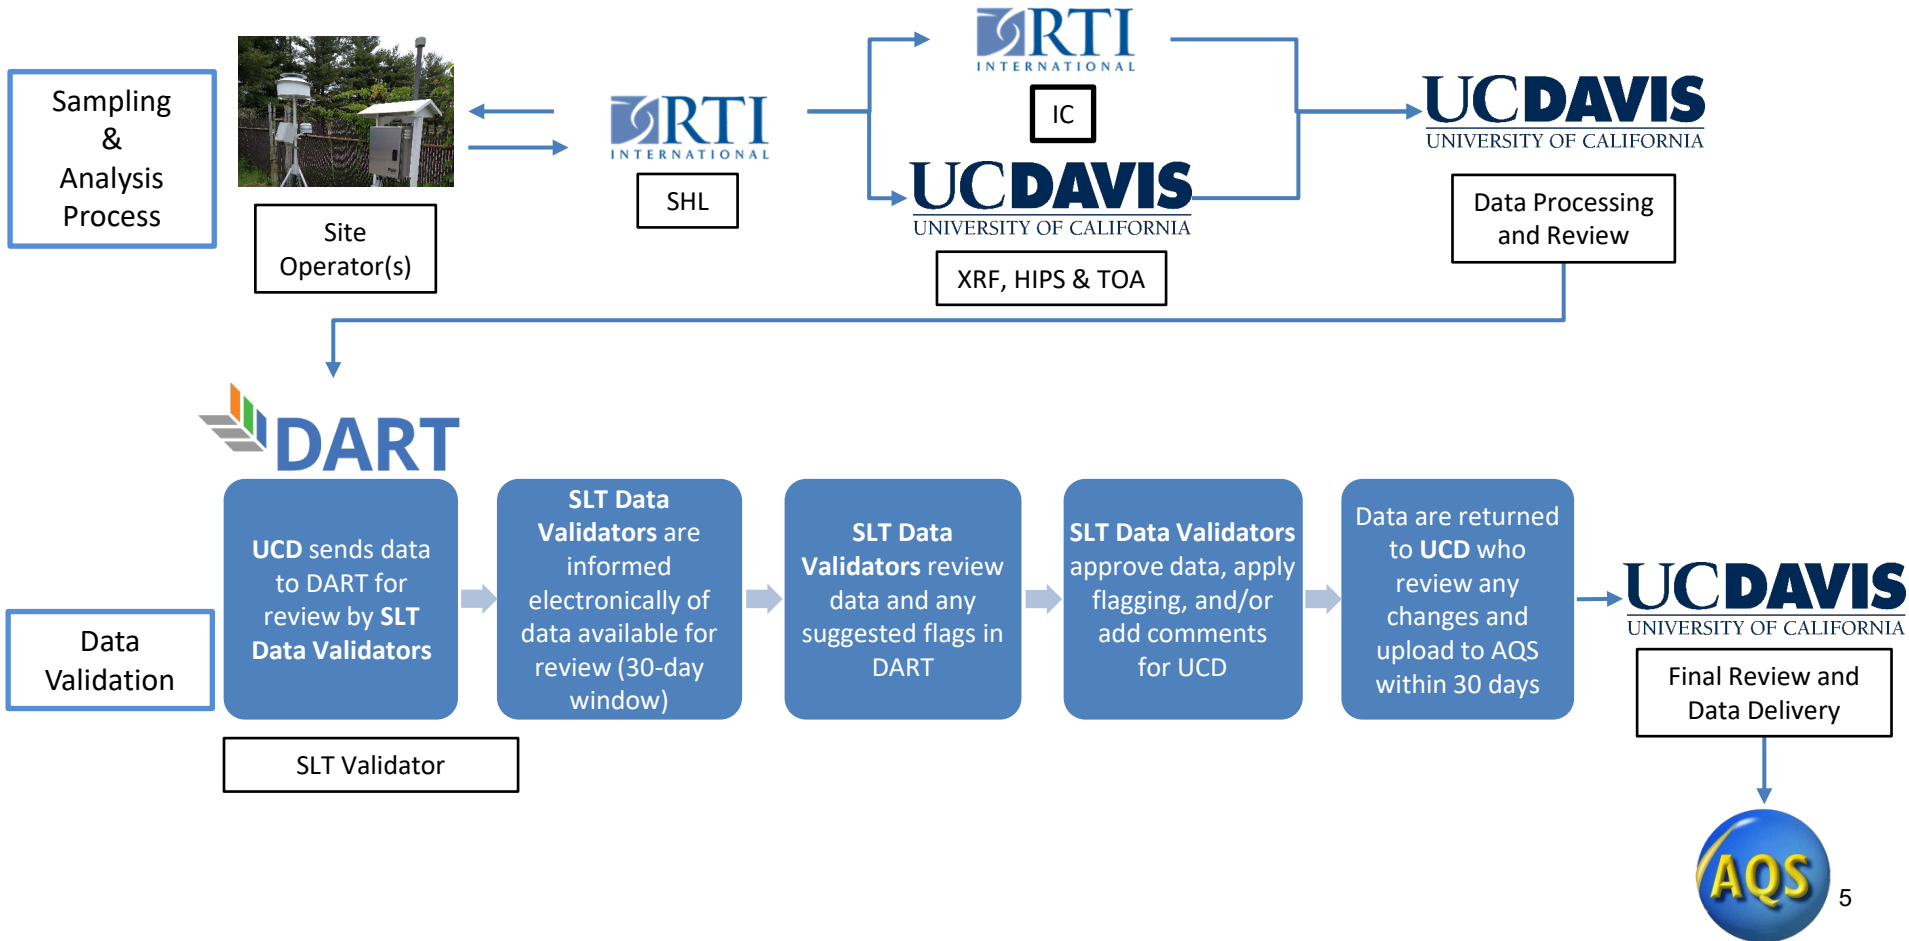 Sampling
&
Analysis
Process
Site
Operator(s)
RTI
INTERNATIONAL
SHL
RTI
INTERNATIONAL
IC
UCDAVIS
UNIVERSITY OF CALIFORNIA
XRF, HIPS & TOA
UCDAVIS
UNIVERSITY OF CALIFORNIA
Data Processing
and Review
DART
Data
Validation
UCD sends data
to DART for
review by SLT
Data Validators
SLT Validator
SLT Data
Validators are
informed
electronically of
data available for
review (30-day
window)
SLT Data
Validators review
data and any
suggested flags in
DART
SLT Data Validators
approve data, apply
flagging, and/or
add comments
for UCD
Data are returned
to UCD who
review any
changes and
upload to AQS
within 30 days
UCDAVIS
UNIVERSITY OF CALIFORNIA
Final Review and
Data Delivery
AQS
5